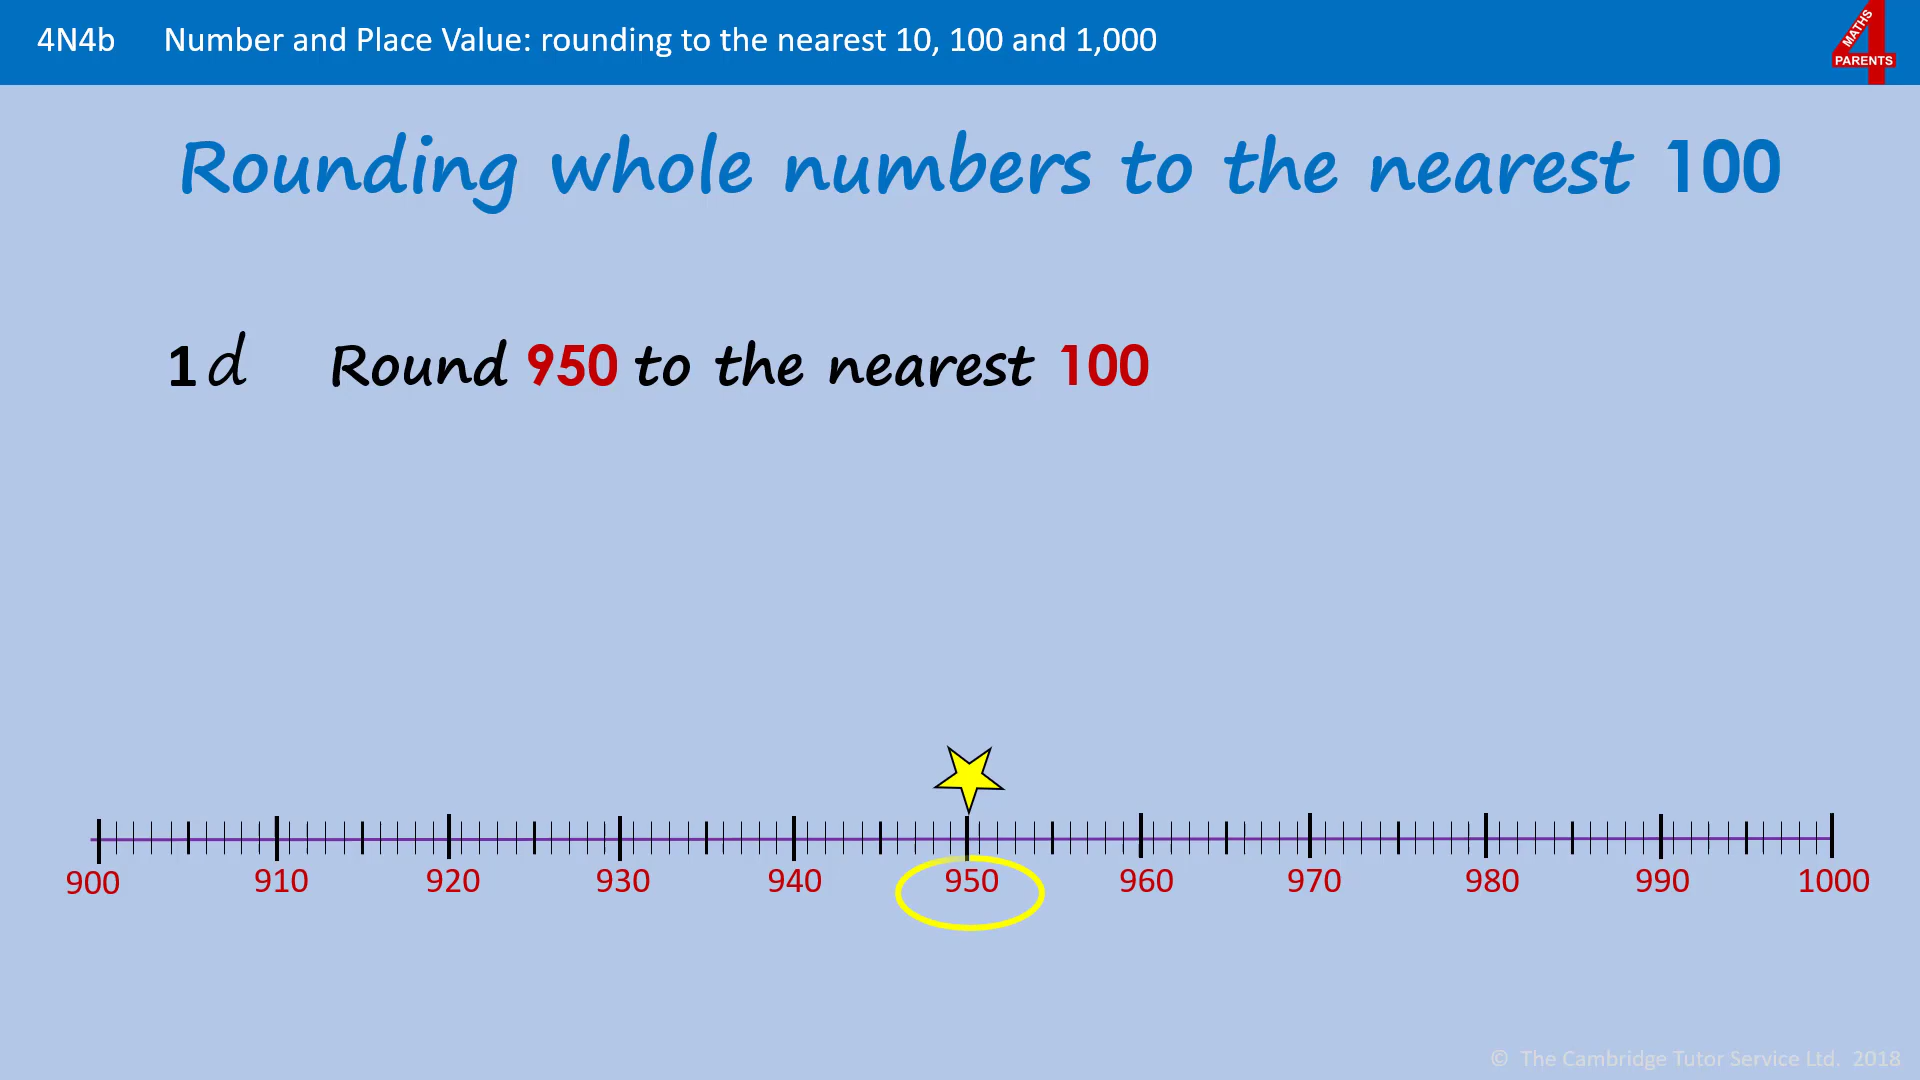 4N4b Number and Place Value: rounding to the nearest 10, 100 and 1,000
MATHS
4
PARENTS
Rounding whole numbers to the nearest 100
1d Round 950 to the nearest 100
900 910 920 930 940 950 960 970 980 990 1000
© The Cambridge Tutor Service Ltd. 2018